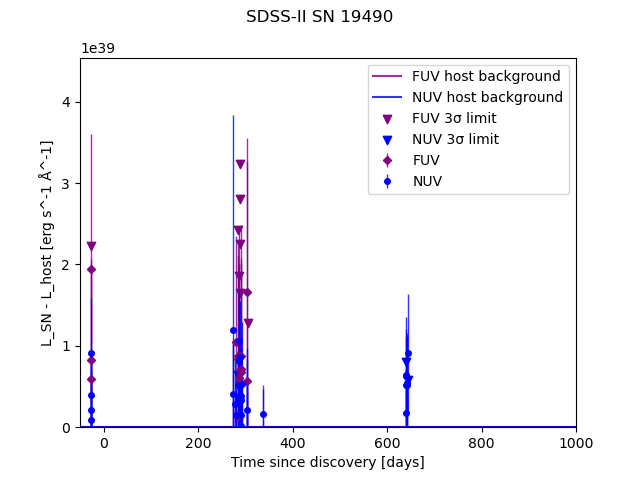 SDSS-II SN 19490
1e39
FUV host background
NUV host background
FUV 3σ limit
NUV 3σ limit
FUV
NUV
4
3
2
1
0
L_SN - L_host [erg s^-1 Å^-1]
0 200 400 600 800 1000
Time since discovery [days]